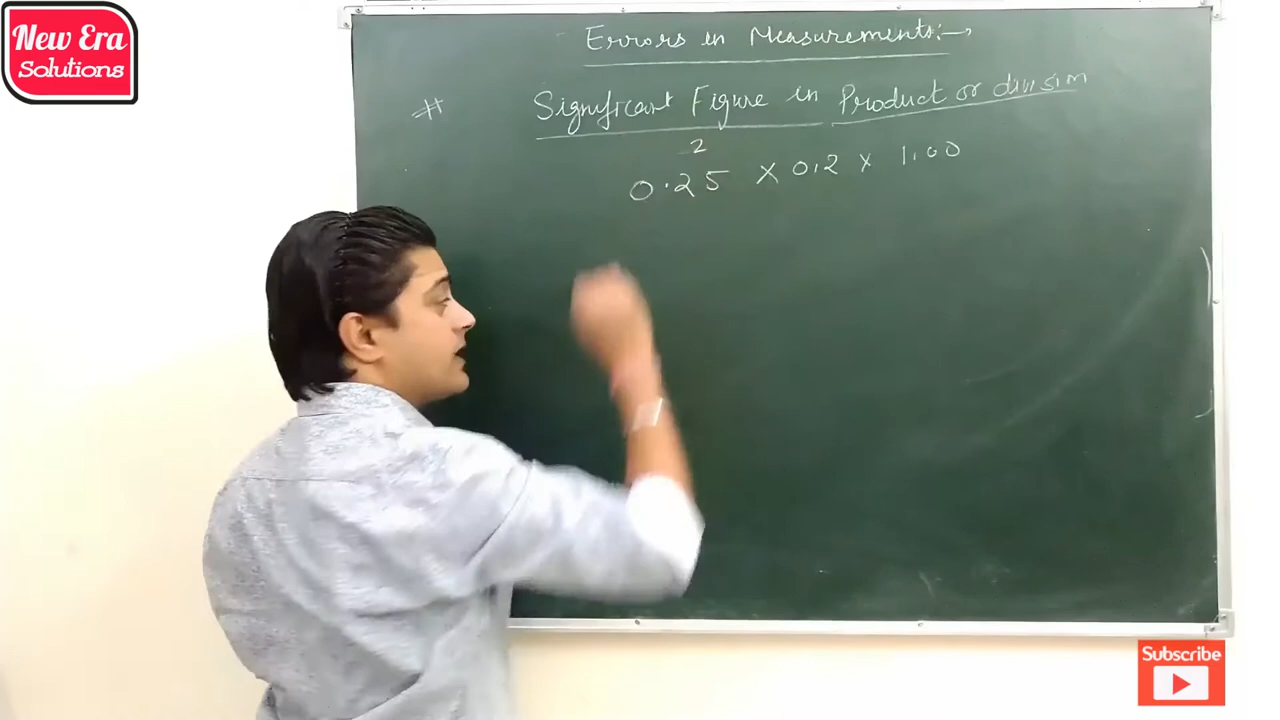 New Era
Solutions
Errors in Measurements:→
# Significant Figure in Product or division
2
0.25 × 0.2 × 1.00
Subscribe